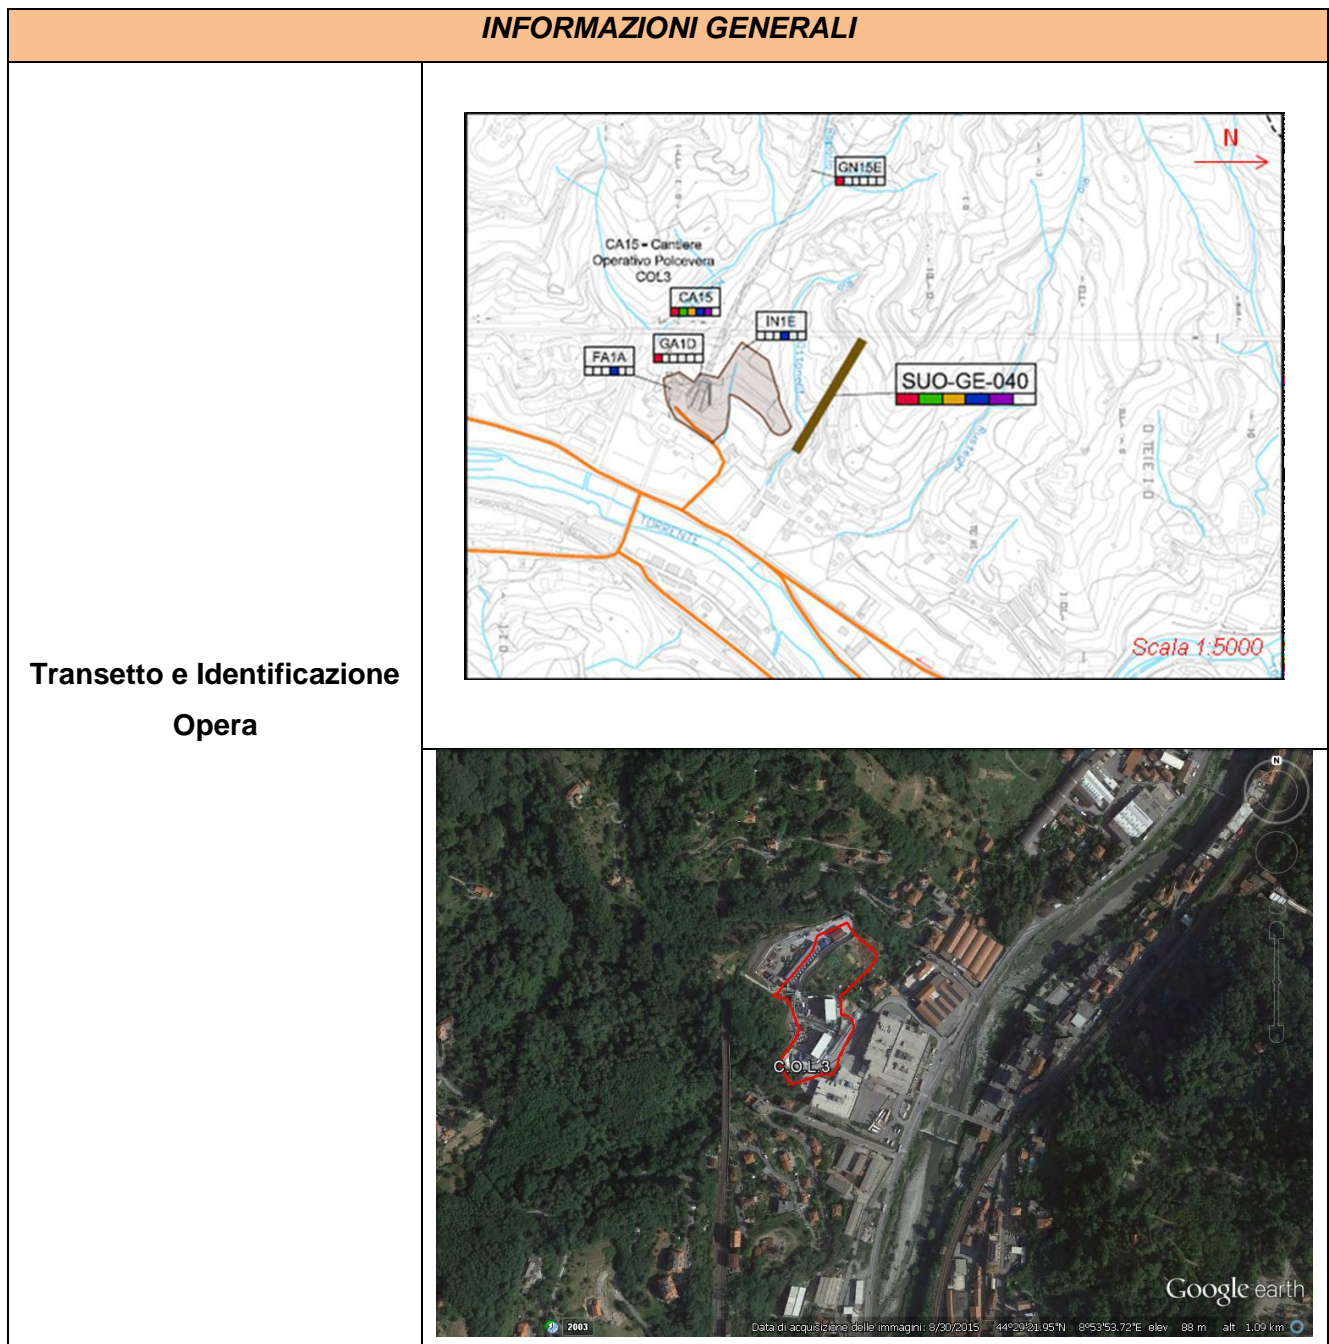 INFORMAZIONI GENERALI
Transetto e Identificazione
Opera
N
GN15E
CA15 - Cantiere
Operativo Polcevera
COL3
CA15
IN1E
GA1D
FA1A
SUO-GE-040
Rusteghi
TORRENTE
Scala 1:5000
N
C.O.L.3
Google earth
2003
Data di acquisizione delle immagini: 8/30/2015 44°29'21.95"N 8°53'53.72"E elev 88 m alt 1.09 km